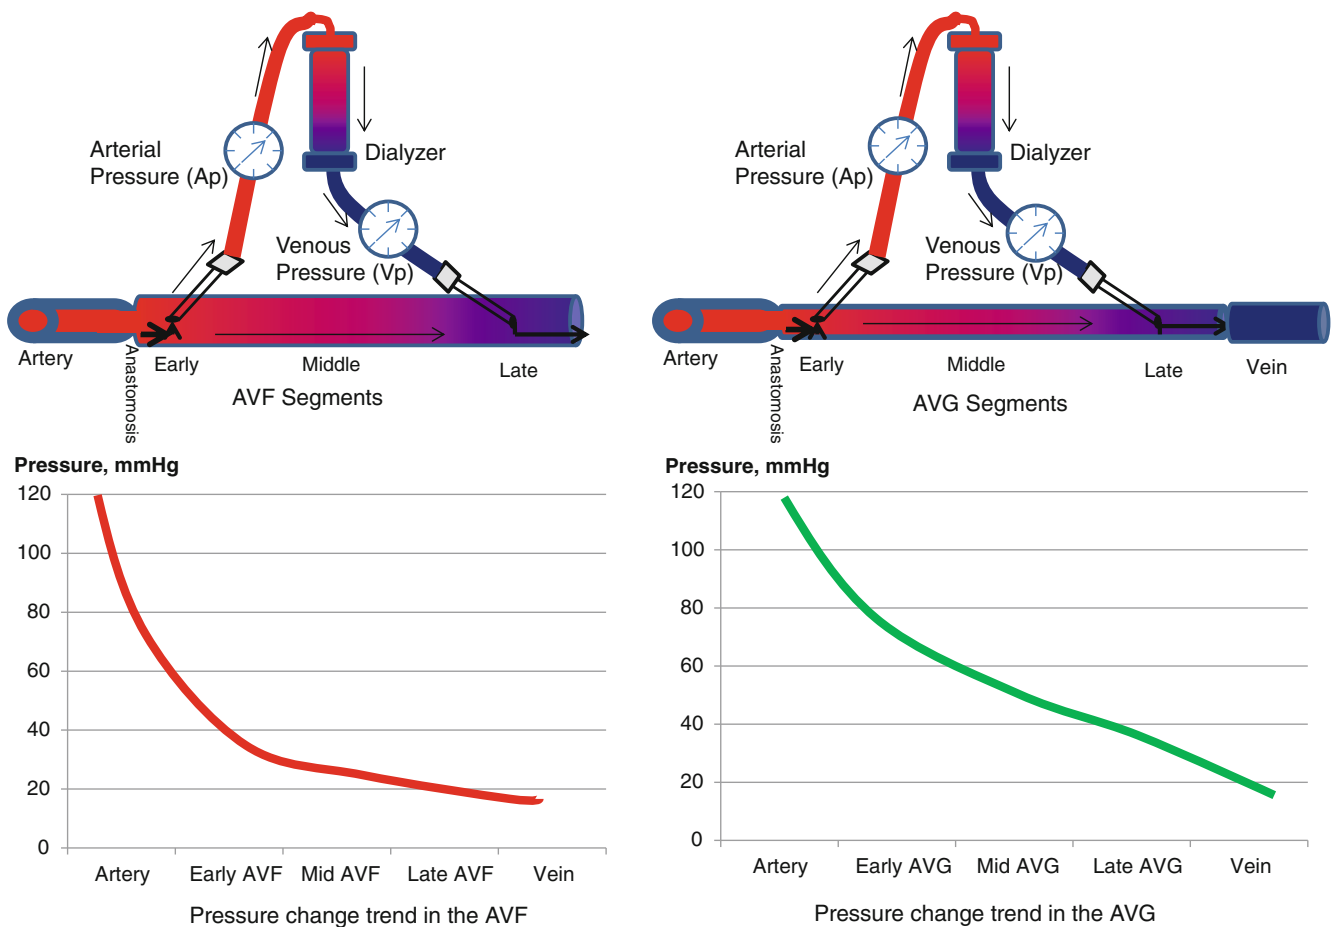 Arterial
Pressure (Ap)
Dialyzer
Venous
Pressure (Vp)
Artery
Anastomosis
Early
Middle
Late
AVF Segments
Arterial
Pressure (Ap)
Dialyzer
Venous
Pressure (Vp)
Artery
Anastomosis
Early
Middle
Late
Vein
AVG Segments
Pressure, mmHg
120
100
80
60
40
20
0
Artery
Early AVF
Mid AVF
Late AVF
Vein
Pressure change trend in the AVF
Pressure, mmHg
120
100
80
60
40
20
0
Artery
Early AVG
Mid AVG
Late AVG
Vein
Pressure change trend in the AVG